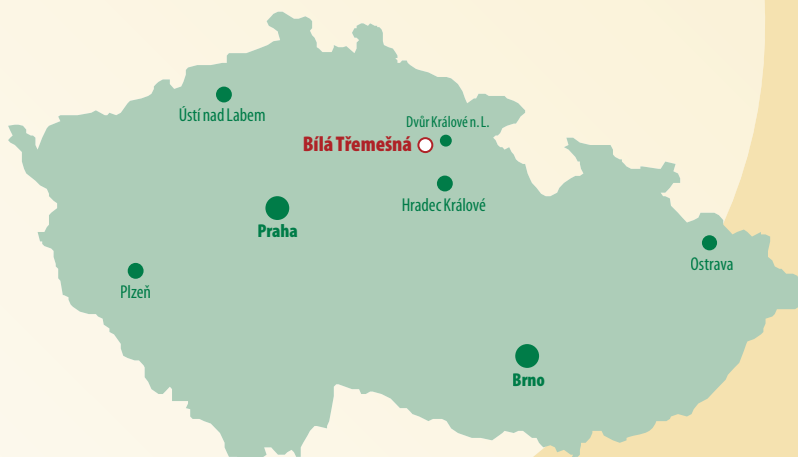 Ústí nad Labem
Dvůr Králové n. L.
Bílá Třemešná
Hradec Králové
Praha
Ostrava
Plzeň
Brno